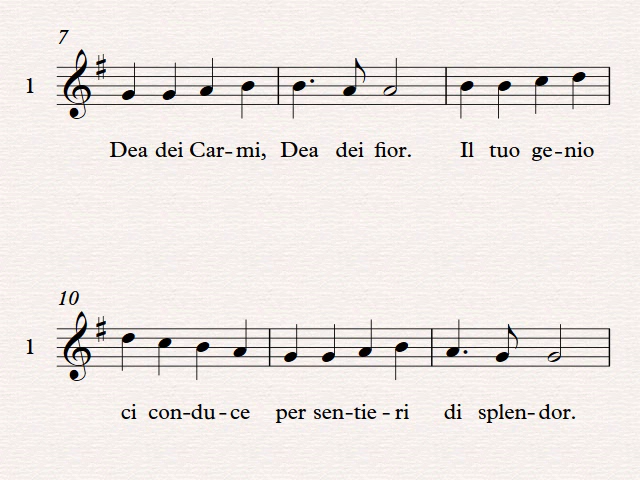 7
1
Dea dei Car-mi, Dea dei fior. Il tuo ge-nio
10
1
ci con-du-ce per sen-tie-ri di splen-dor.